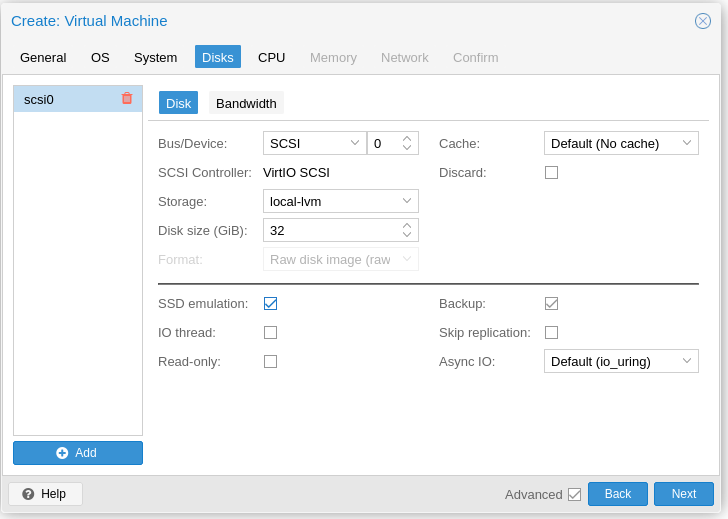 Create: Virtual Machine
General OS System Disks CPU Memory Network Confirm
scsi0
Disk Bandwidth
Bus/Device: SCSI 0 Cache: Default (No cache)
SCSI Controller: VirtIO SCSI Discard:
Storage: local-lvm
Disk size (GiB): 32
Format: Raw disk image (raw
SSD emulation: Backup:
IO thread: Skip replication:
Read-only: Async IO: Default (io_uring)
Add
Help Advanced Back Next